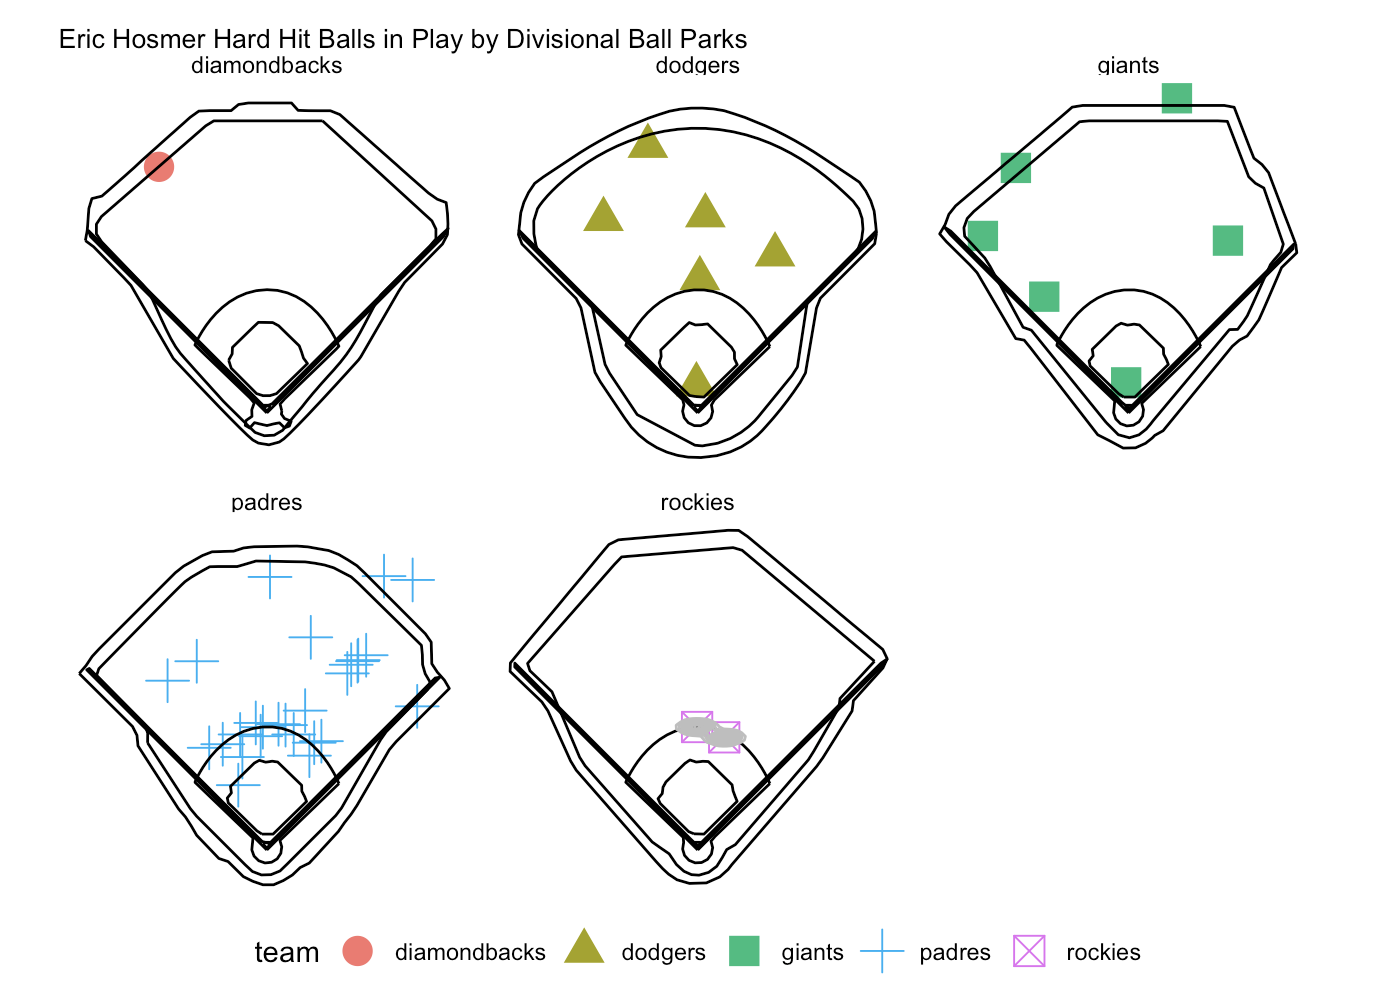 Eric Hosmer Hard Hit Balls in Play by Divisional Ball Parks
diamondbacks dodgers giants
padres rockies
team diamondbacks dodgers giants padres rockies